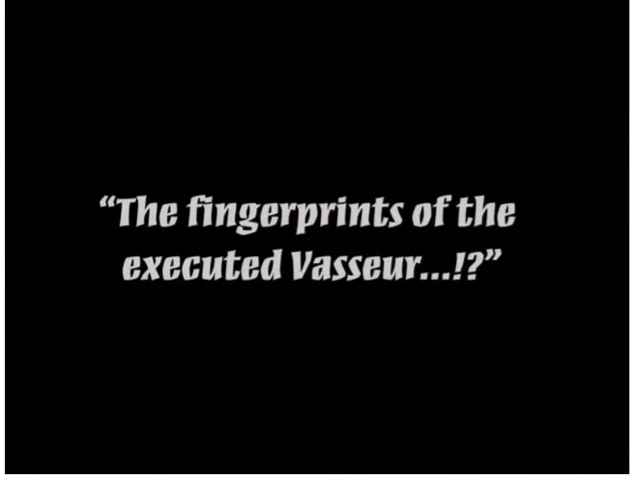 “The fingerprints of the
executed Vasseur...!?”